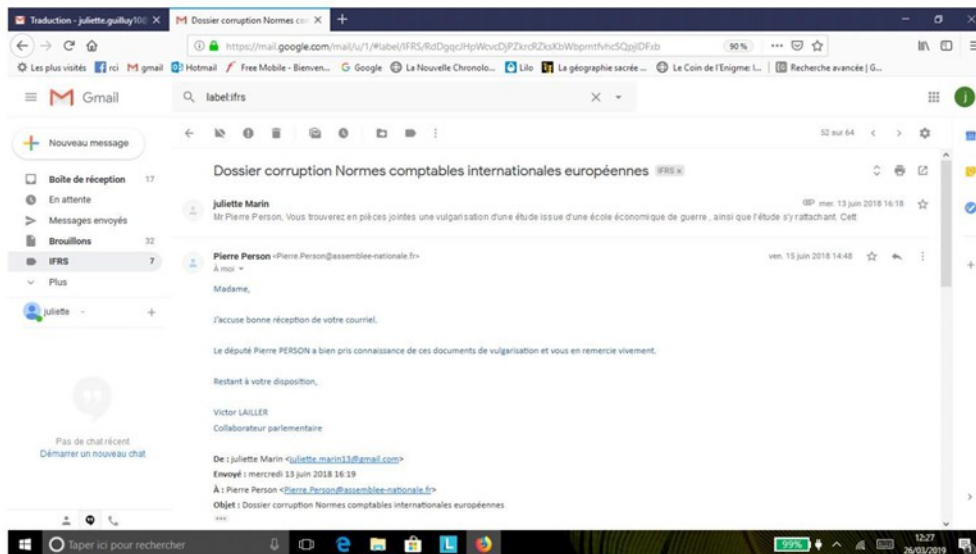 Traduction - juliette.guilluy10
Dossier corruption Normes con
https://mail.google.com/mail/u/1/#label/IFRS/
90 %
Les plus visités rci M gmail Hotmail Free Mobile - Bienven... Google La Nouvelle Chronolo... Lilo La géographie sacrée ... Le Coin de l'Enigme: l... Recherche avancée | G...
Gmail
label:ifrs
Nouveau message
52 sur 64
Boîte de réception 17
En attente
Messages envoyés
Brouillons 32
IFRS 7
Plus
juliette
Pas de chat récent
Démarrer un nouveau chat
Dossier corruption Normes comptables internationales européennes IFRS x
juliette Marin mer. 13 juin 2018 16:18
Mr Pierre Person, Vous trouverez en pièces jointes une vulgarisation d'une étude issue d'une école économique de guerre , ainsi que l'étude s'y rattachant. Cett
Pierre Person <Pierre.Person@assemblee-nationale.fr> ven. 15 juin 2018 14:48
À moi
Madame,
J'accuse bonne réception de votre courriel.
Le député Pierre PERSON a bien pris connaissance de ces documents de vulgarisation et vous en remercie vivement.
Restant à votre disposition,
Victor LAILLER
Collaborateur parlementaire
De : juliette Marin <juliette.marin13@gmail.com>
Envoyé : mercredi 13 juin 2018 16:19
À : Pierre Person <Pierre.Person@assemblee-nationale.fr>
Objet : Dossier corruption Normes comptables internationales européennes
Taper ici pour rechercher
99%
12:27
26/03/2019